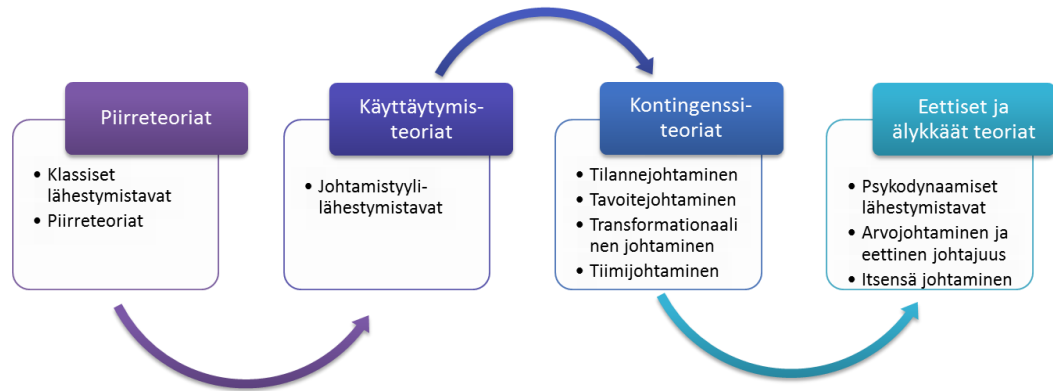 Piirreteoriat
• Klassiset
lähestymistavat
• Piirreteoriat
Käyttäytymis-
teoriat
• Johtamistyyli-
lähestymistavat
Kontingenssi-
teoriat
• Tilannejohtaminen
• Tavoitejohtaminen
• Transformationaali
nen johtaminen
• Tiimijohtaminen
Eettiset ja
älykkäät teoriat
• Psykodynaamiset
lähestymistavat
• Arvojohtaminen ja
eettinen johtajuus
• Itsensä johtaminen